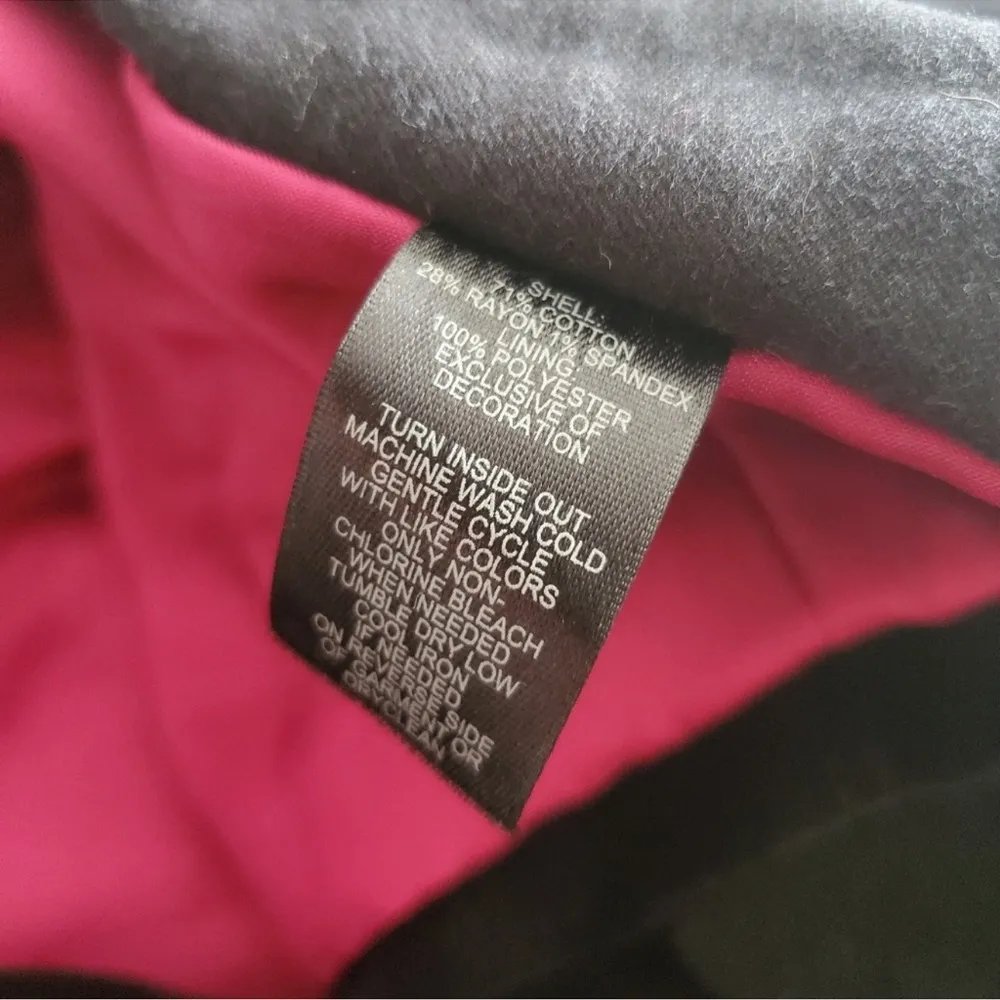 SHELL:
71% COTTON
28% RAYON 1% SPANDEX
LINING:
100% POLYESTER
EXCLUSIVE OF
DECORATION
TURN INSIDE OUT
MACHINE WASH COLD
GENTLE CYCLE
WITH LIKE COLORS
ONLY NON-
CHLORINE BLEACH
WHEN NEEDED
TUMBLE DRY LOW
COOL IRON
IF NEEDED
ON REVERSE SIDE
OF GARMENT OR
DRYCLEAN